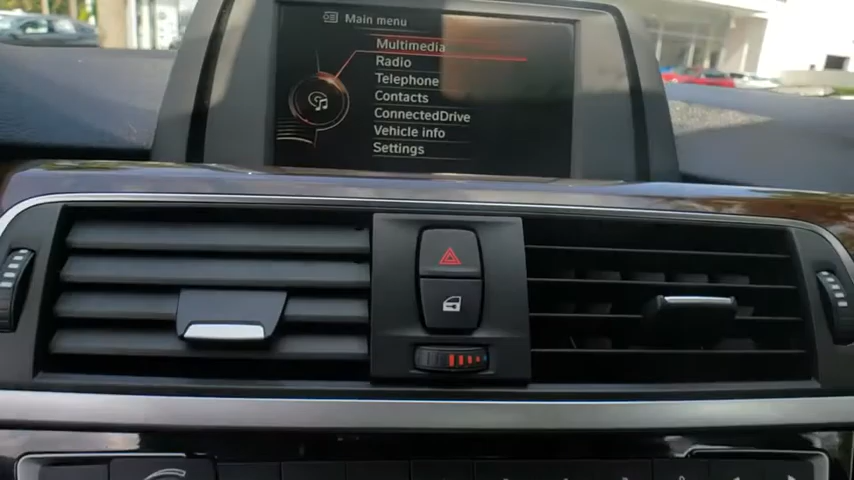 Main menu
Multimedia
Radio
Telephone
Contacts
ConnectedDrive
Vehicle info
Settings